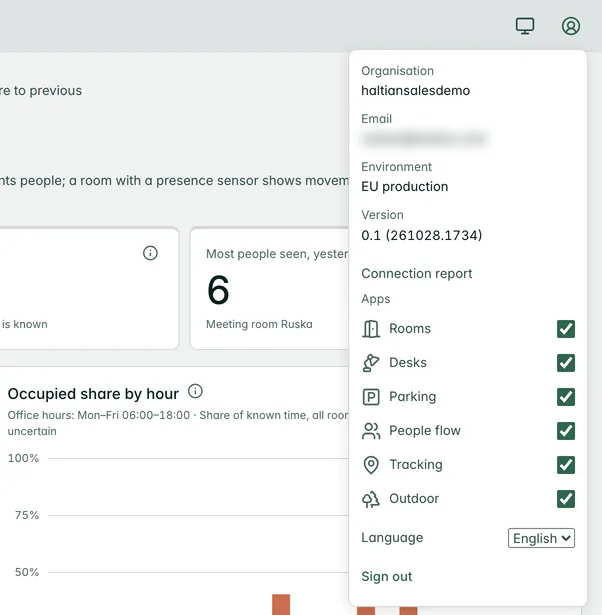 Organisation
haltiansalesdemo
Email
Environment
EU production
Version
0.1 (261028.1734)
Connection report
Apps
Rooms
Desks
Parking
People flow
Tracking
Outdoor
Language
English
Sign out
re to previous
nts people; a room with a presence sensor shows movem
is known
Most people seen, yester
6
Meeting room Ruska
Occupied share by hour
Office hours: Mon–Fri 06:00–18:00 · Share of known time, all roor
uncertain
100%
75%
50%